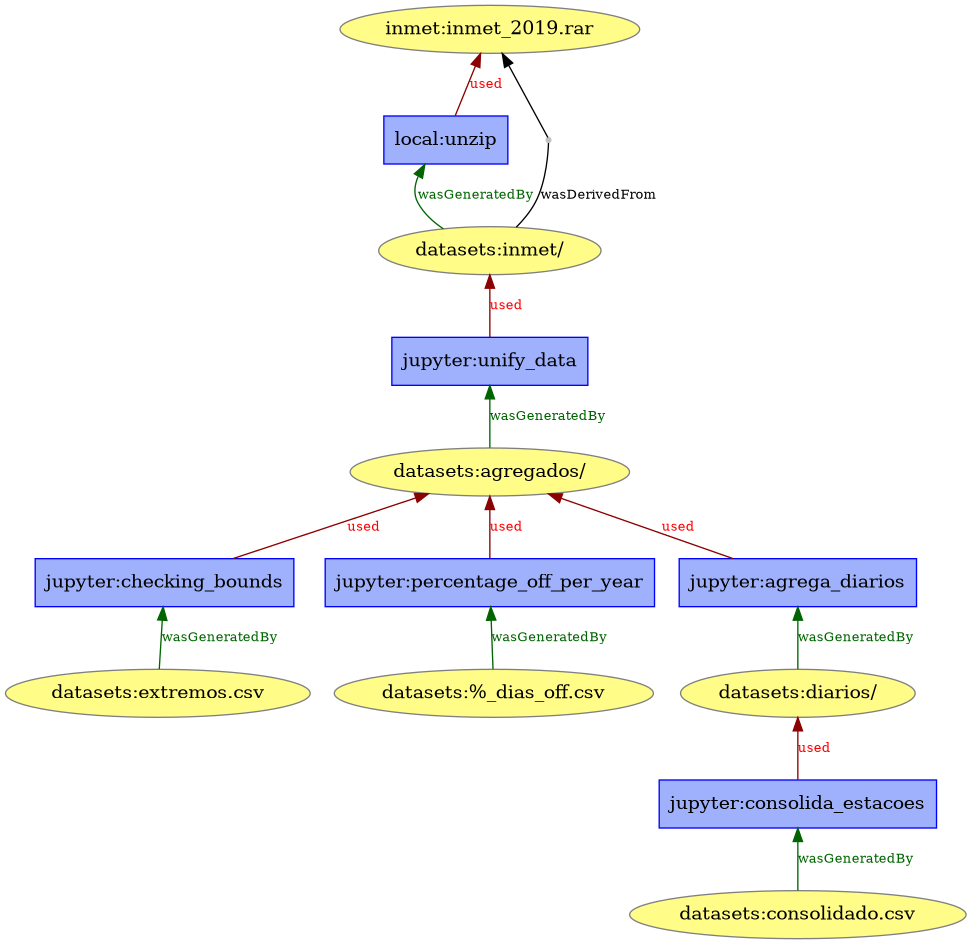 inmet:inmet_2019.rar
used
local:unzip
wasGeneratedBy
wasDerivedFrom
datasets:inmet/
used
jupyter:unify_data
wasGeneratedBy
datasets:agregados/
used
used
used
jupyter:checking_bounds
jupyter:percentage_off_per_year
jupyter:agrega_diarios
wasGeneratedBy
wasGeneratedBy
wasGeneratedBy
datasets:extremos.csv
datasets:%_dias_off.csv
datasets:diarios/
used
jupyter:consolida_estacoes
wasGeneratedBy
datasets:consolidado.csv